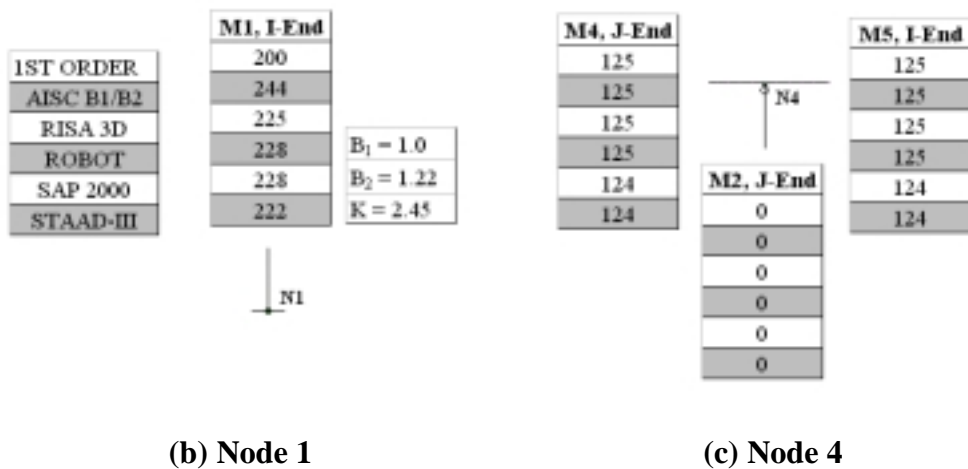 1ST ORDER
AISC B1/B2
RISA 3D
ROBOT
SAP 2000
STAAD-III
M1, I-End
200
244
225
228
228
222
B1 = 1.0
B2 = 1.22
K = 2.45
N1
(b) Node 1
M4, J-End
125
125
125
125
124
124
N4
M2, J-End
0
0
0
0
0
0
M5, I-End
125
125
125
125
124
124
(c) Node 4